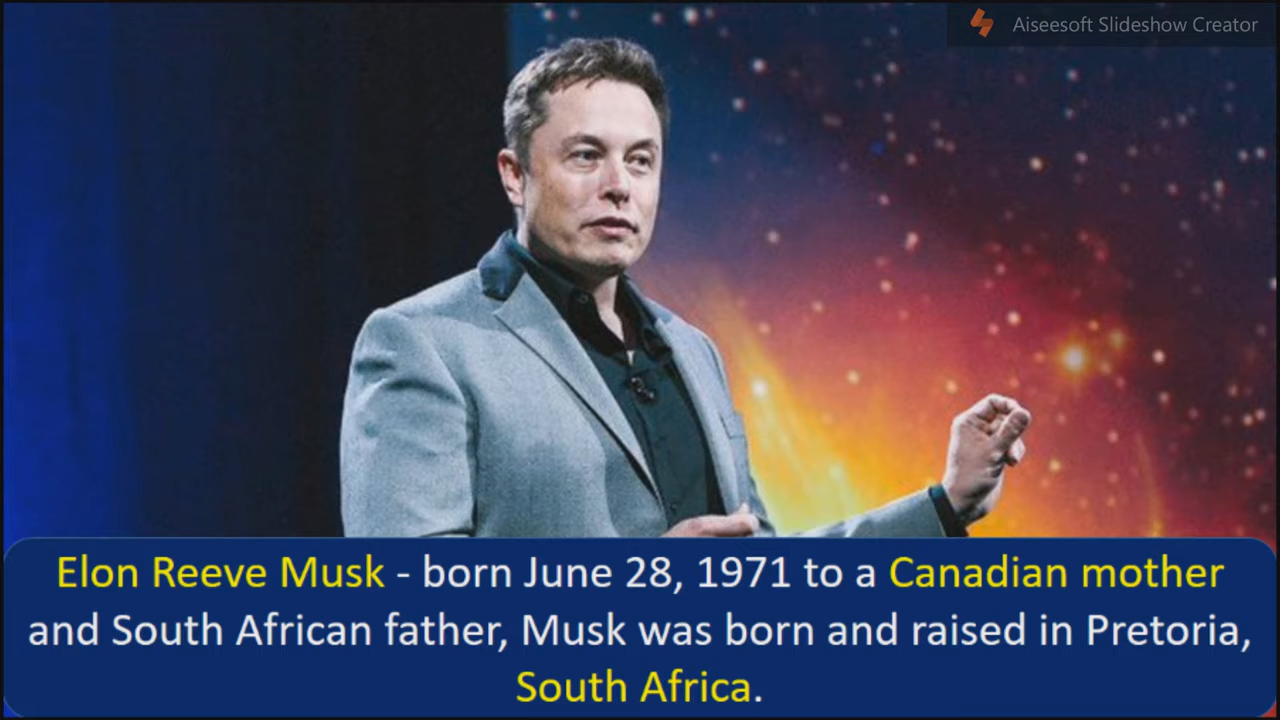 Aiseesoft Slideshow Creator
Elon Reeve Musk - born June 28, 1971 to a Canadian mother
and South African father, Musk was born and raised in Pretoria,
South Africa.